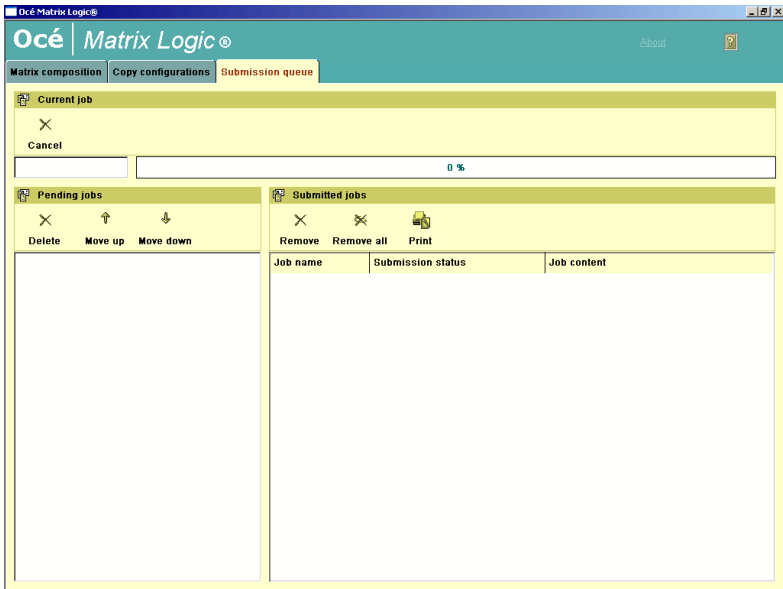 Océ Matrix Logic®
Océ | Matrix Logic ®
About
?
Matrix composition Copy configurations Submission queue
Current job
Cancel
0 %
Pending jobs
Delete Move up Move down
Submitted jobs
Remove Remove all Print
Job name Submission status Job content